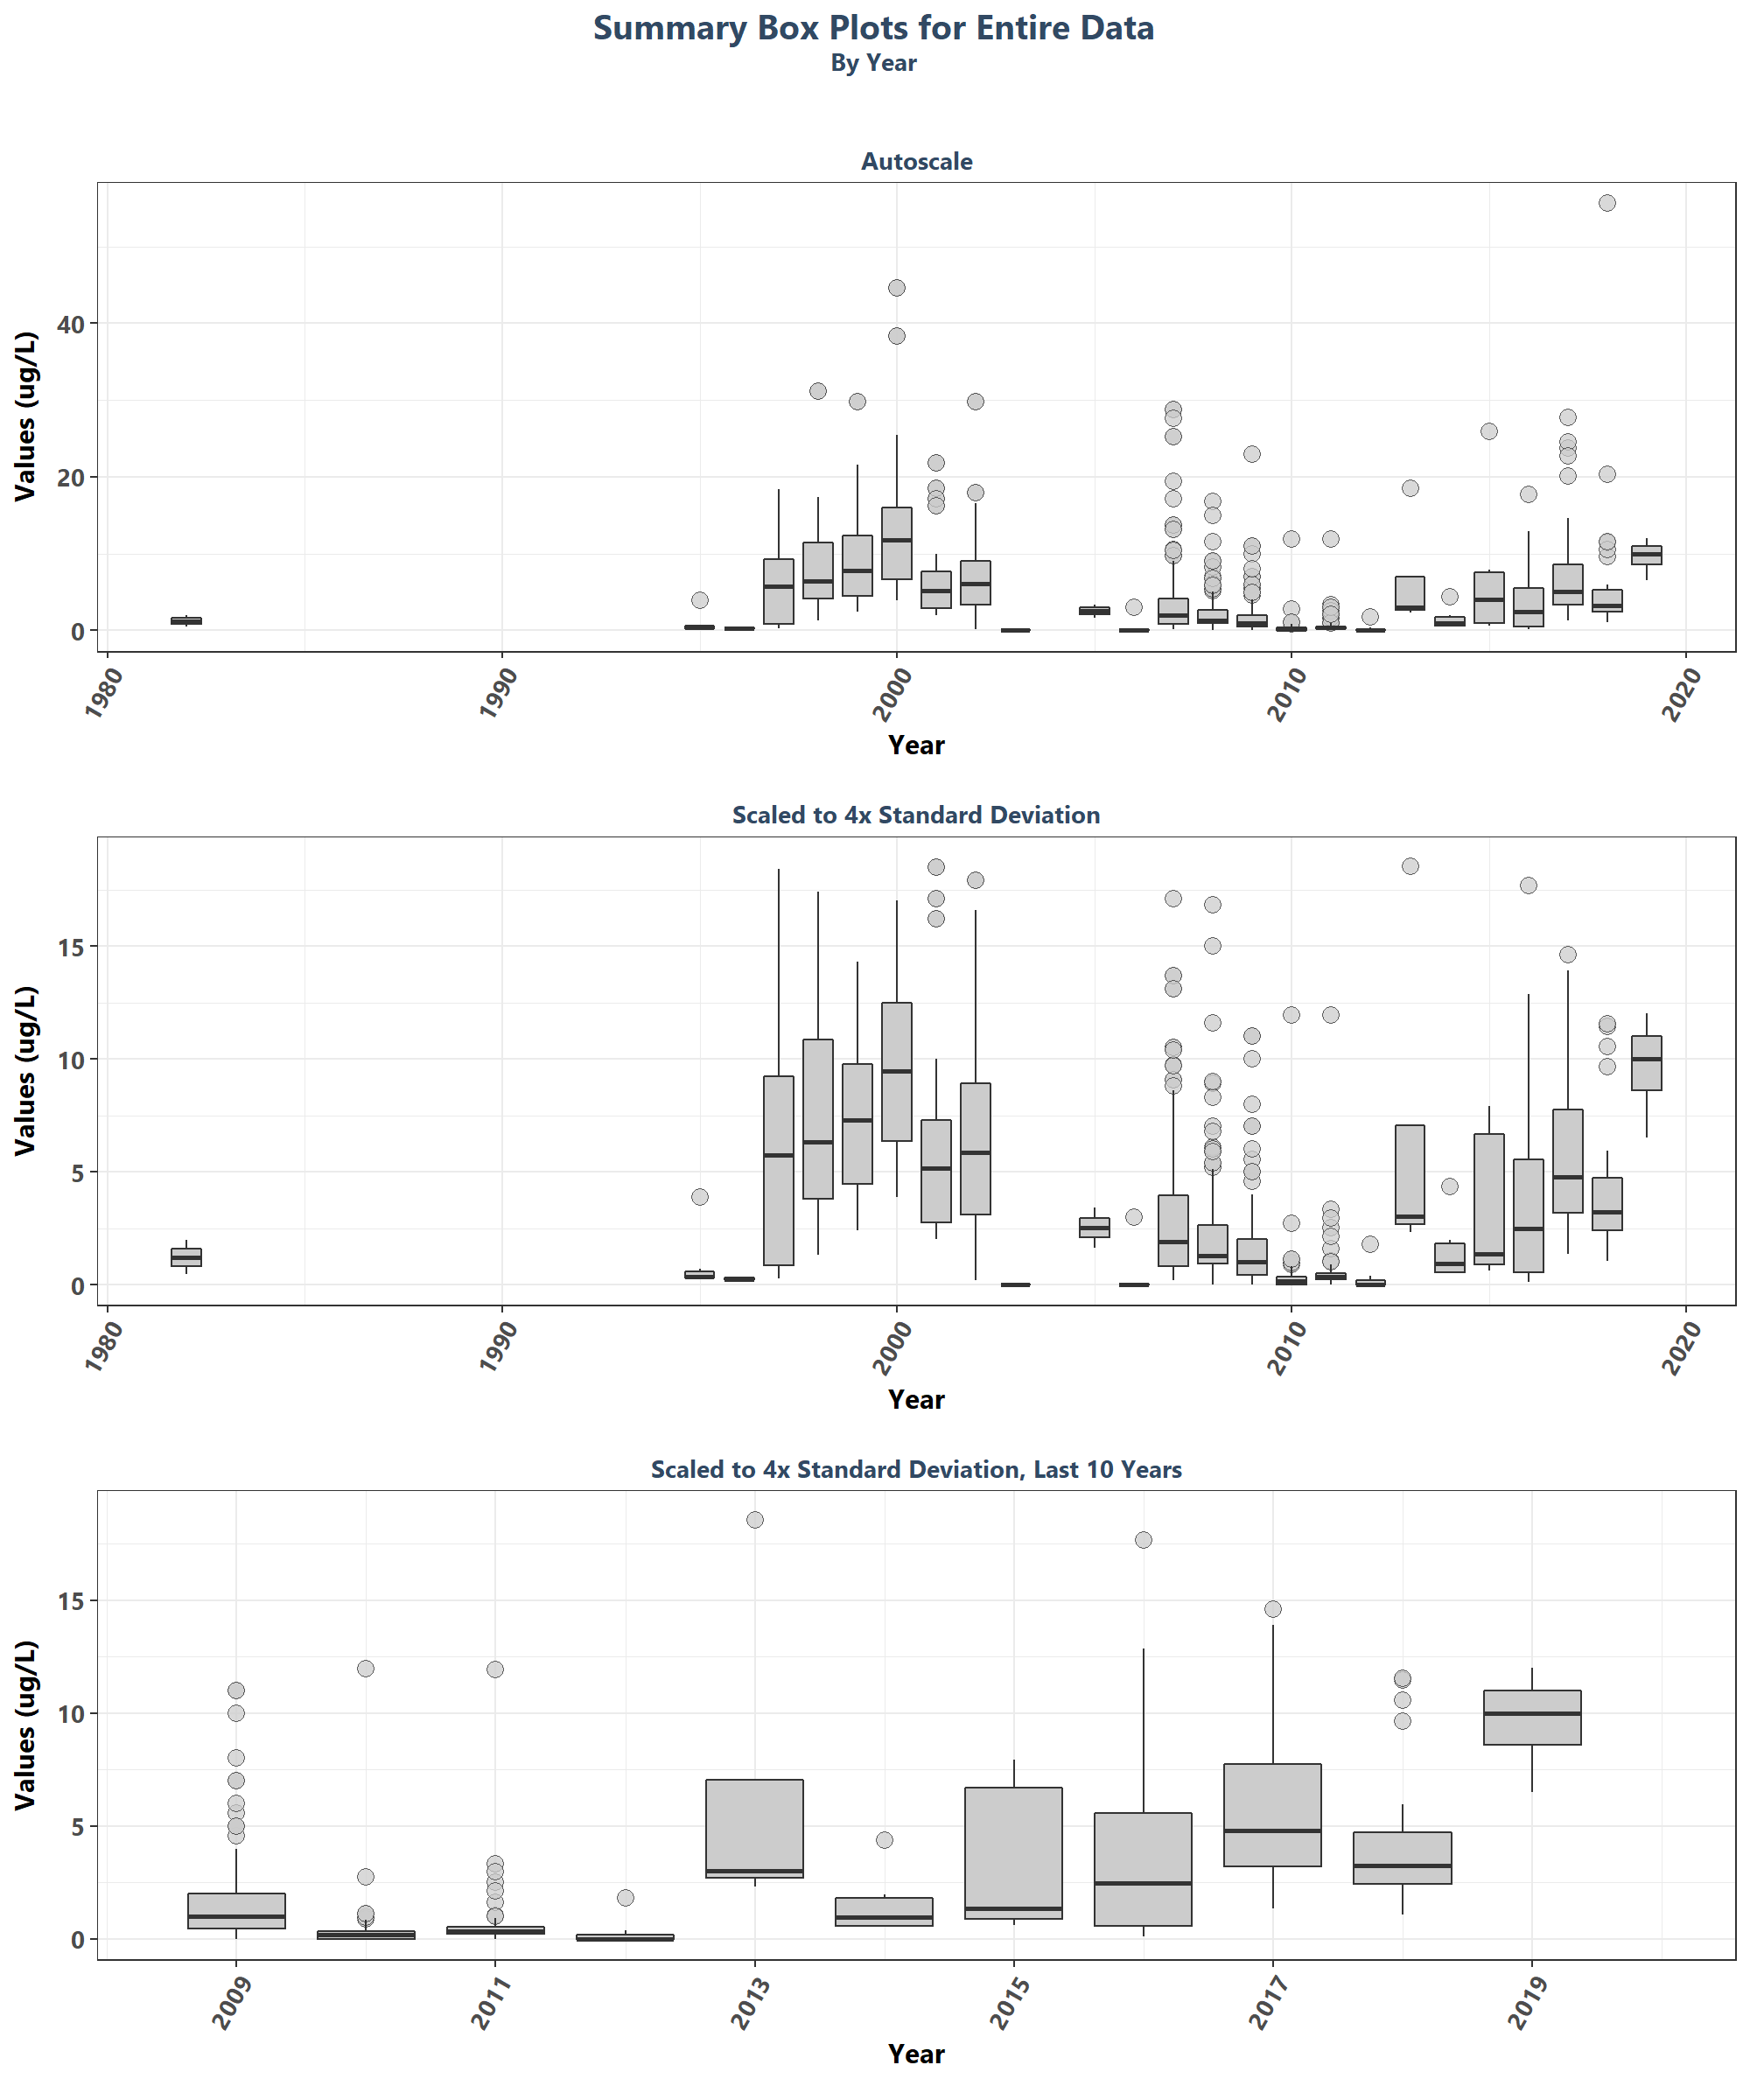 Summary Box Plots for Entire Data
By Year
Autoscale
Values (ug/L)
40
20
0
1980
1990
2000
2010
2020
Year
Scaled to 4x Standard Deviation
Values (ug/L)
15
10
5
0
1980
1990
2000
2010
2020
Year
Scaled to 4x Standard Deviation, Last 10 Years
Values (ug/L)
15
10
5
0
2009
2011
2013
2015
2017
2019
Year